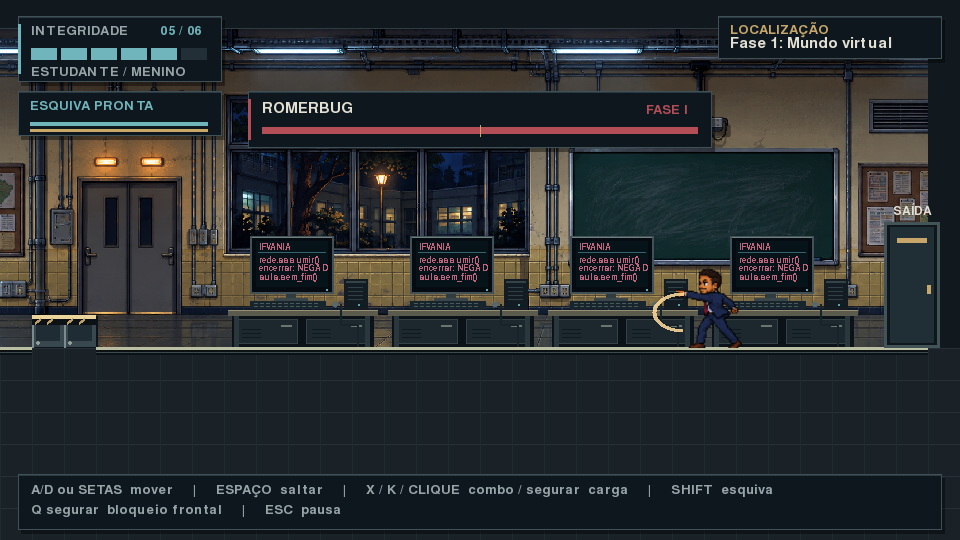 INTEGRIDADE 05 / 06
ESTUDANTE / MENINO
ESQUIVA PRONTA
ROMERBUG FASE I
LOCALIZAÇÃO
Fase 1: Mundo virtual
SAÍDA
IFVANIA
rede.assumir()
encerrar: NEGAD
aula.sem_fim()
IFVANIA
rede.assumir()
encerrar: NEGAD
aula.sem_fim()
IFVANIA
rede.assumir()
encerrar: NEGAD
aula.sem_fim()
IFVANIA
rede.assumir()
encerrar: NEGAD
aula.sem_fim()
A/D ou SETAS mover | ESPAÇO saltar | X / K / CLIQUE combo / segurar carga | SHIFT esquiva
Q segurar bloqueio frontal | ESC pausa